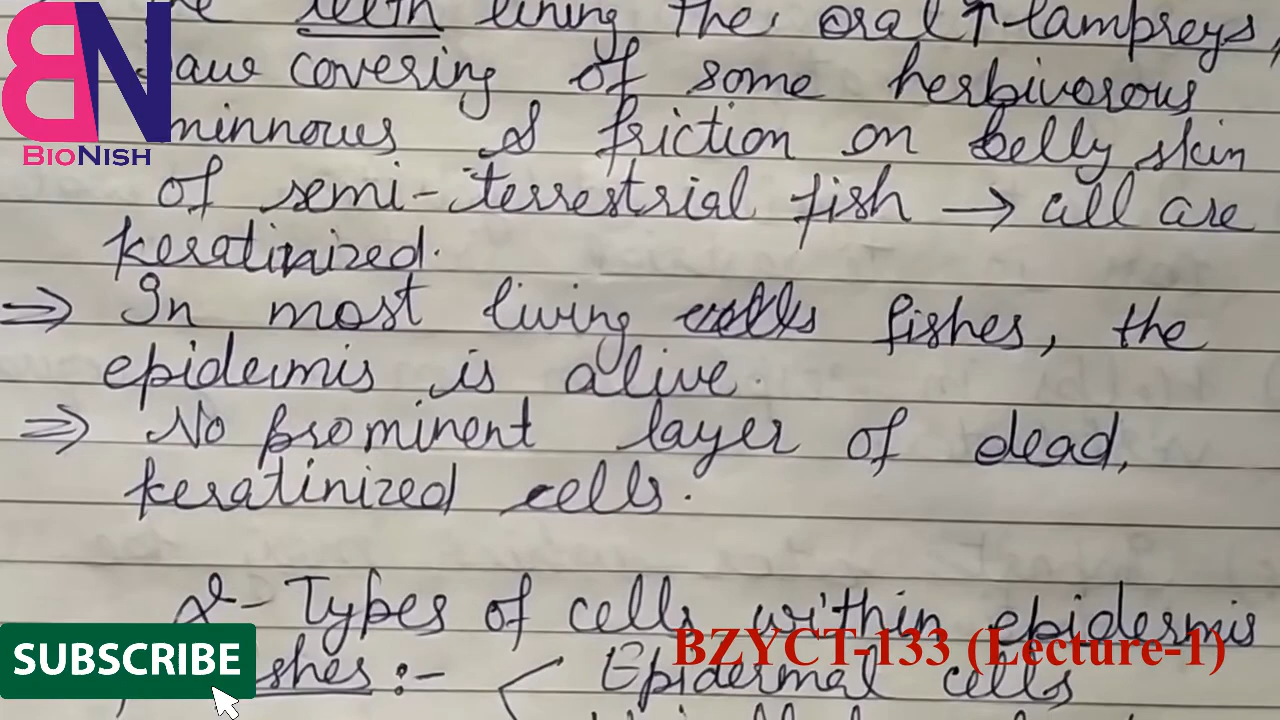 teeth lining the oral lampreys,
Jaw covering of some herbivorous
minnows & friction on belly skin
of semi-terrestrial fish → all are
keratinized.
⇒ In most living fishes, the
epidermis is alive.
⇒ No prominent layer of dead,
keratinized cells.
2 - Types of cells within epidermis
shes :- < Epidermal cells
BN
BIONISH
SUBSCRIBE
BZYCT-133 (Lecture-1)